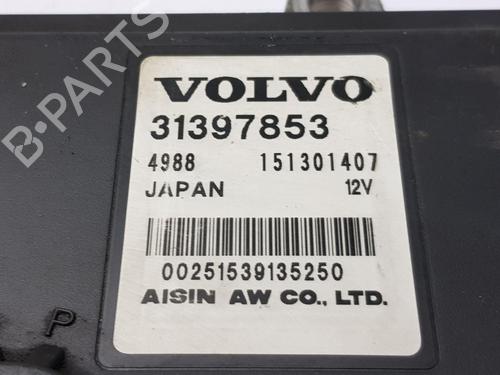 VOLVO
31397853
4988 151301407
JAPAN 12V
00251539135250
AISIN AW CO., LTD.
P
B-PARTS